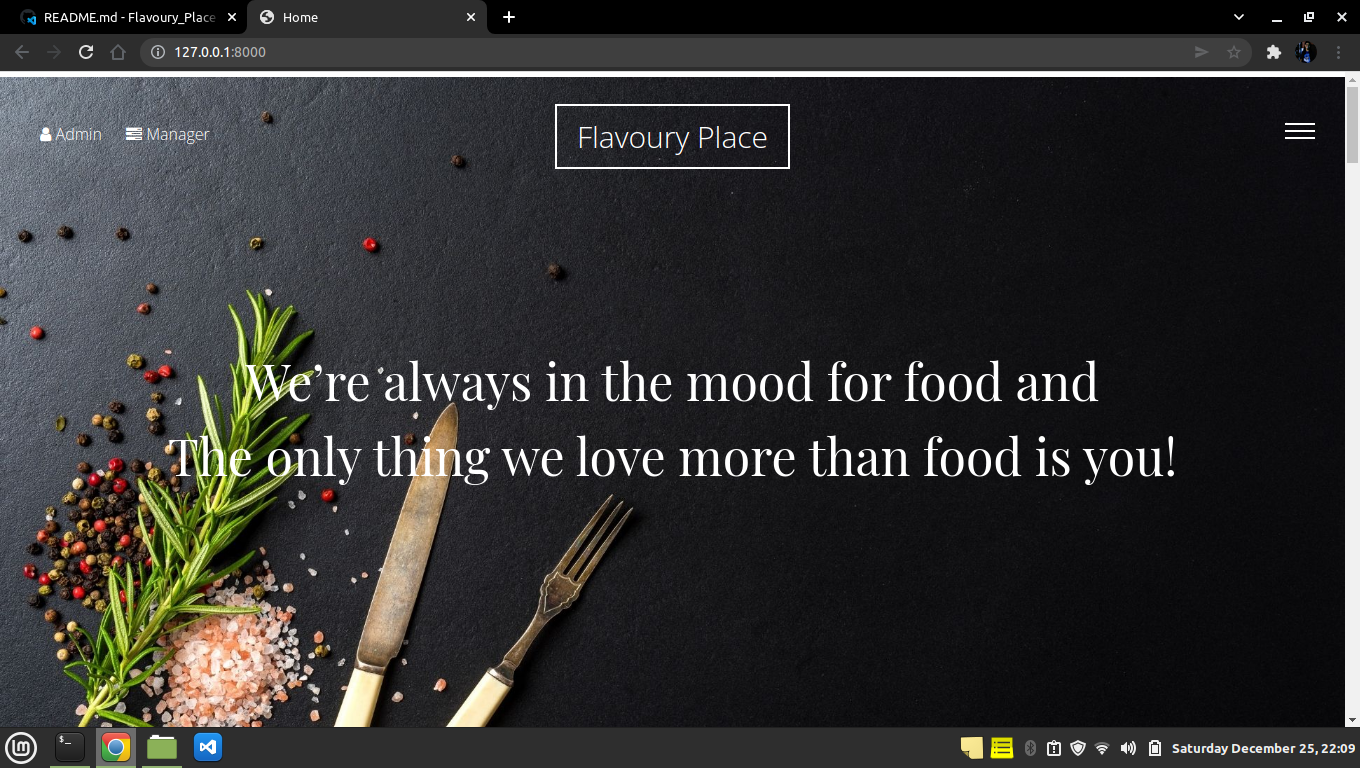 README.md - Flavoury_Place
Home
127.0.0.1:8000
Admin
Manager
Flavoury Place
We’re always in the mood for food and
The only thing we love more than food is you!
$_
Saturday December 25, 22:09